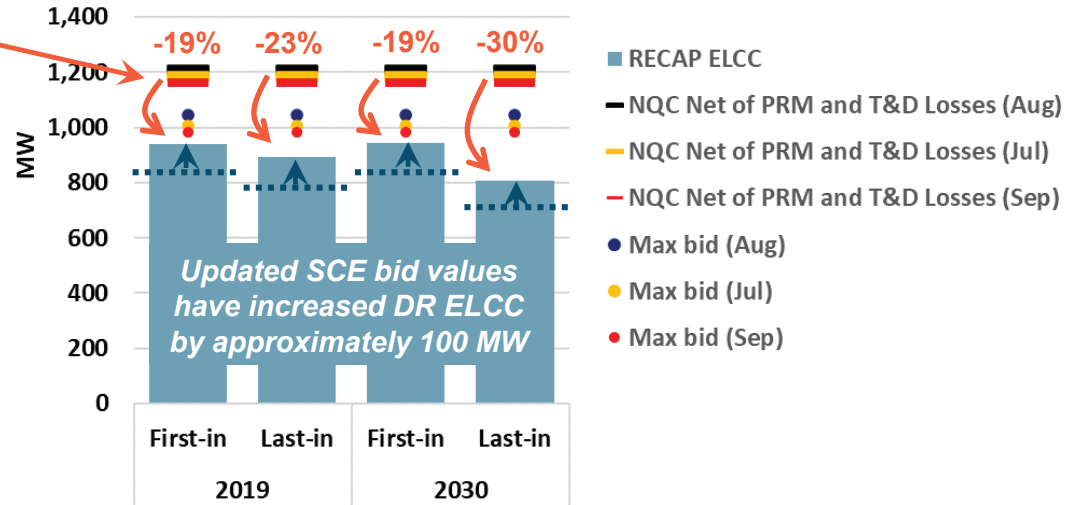 1,400
1,200
1,000
800
600
400
200
0
MW
-19%
-23%
-19%
-30%
Updated SCE bid values
have increased DR ELCC
by approximately 100 MW
First-in
Last-in
First-in
Last-in
2019
2030
RECAP ELCC
NQC Net of PRM and T&D Losses (Aug)
NQC Net of PRM and T&D Losses (Jul)
NQC Net of PRM and T&D Losses (Sep)
Max bid (Aug)
Max bid (Jul)
Max bid (Sep)